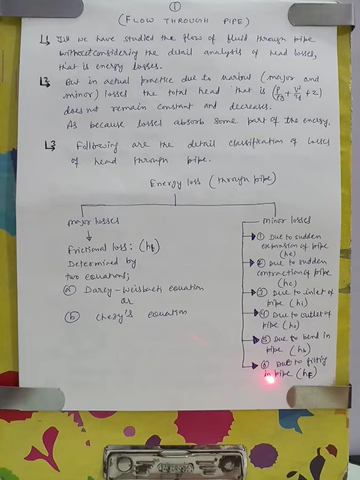 ①
(FLOW THROUGH PIPE)
↳ Till we have studied the flow of fluid through pipe
without considering the detail analysis of head losses,
that is energy losses.
↳ But in actual practice due to various (major and
minor) losses the total head that is (P/ρg + V²/2g + z)
does not remain constant and decreases.
As because losses absorb some part of the energy.
↳ Following are the detail classification of losses
of head through pipe.
Energy loss (through pipe)
major losses
Frictional loss: (hf)
Determined by
two equations;
ⓐ Darcy-Weisbach equation
or
ⓑ Chezy's equation
minor losses
① Due to sudden
expansion of pipe
(he)
② Due to sudden
contraction of pipe
(hc)
③ Due to inlet of
pipe (hi)
④ Due to outlet of
pipe (ho)
⑤ Due to bend in
pipe (hb)
⑥ Due to fitting
in pipe (hf)